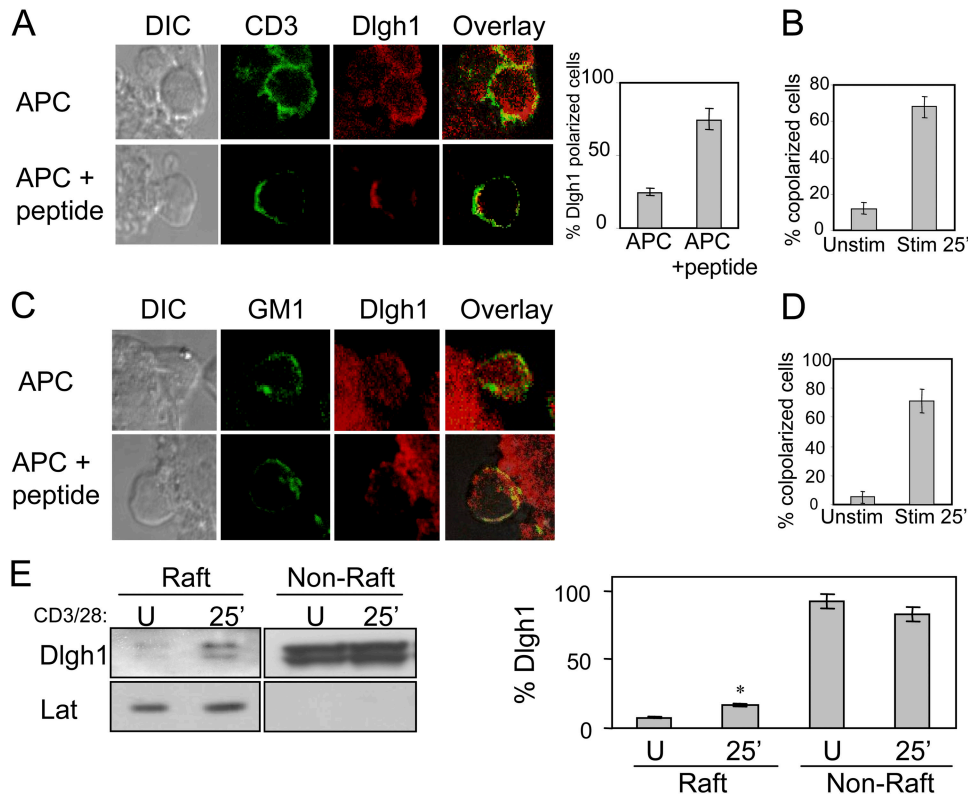 A
DIC CD3 Dlgh1 Overlay
APC
APC +
peptide
% Dlgh1 polarized cells
100
50
0
APC APC
+peptide
B
% copolarized cells
80
60
40
20
0
Unstim Stim 25'
C
DIC GM1 Dlgh1 Overlay
APC
APC +
peptide
D
% colpolarized cells
100
80
60
40
20
0
Unstim Stim 25'
E
Raft Non-Raft
CD3/28: U 25' U 25'
Dlgh1
Lat
% Dlgh1
100
50
0
*
U 25' U 25'
Raft Non-Raft